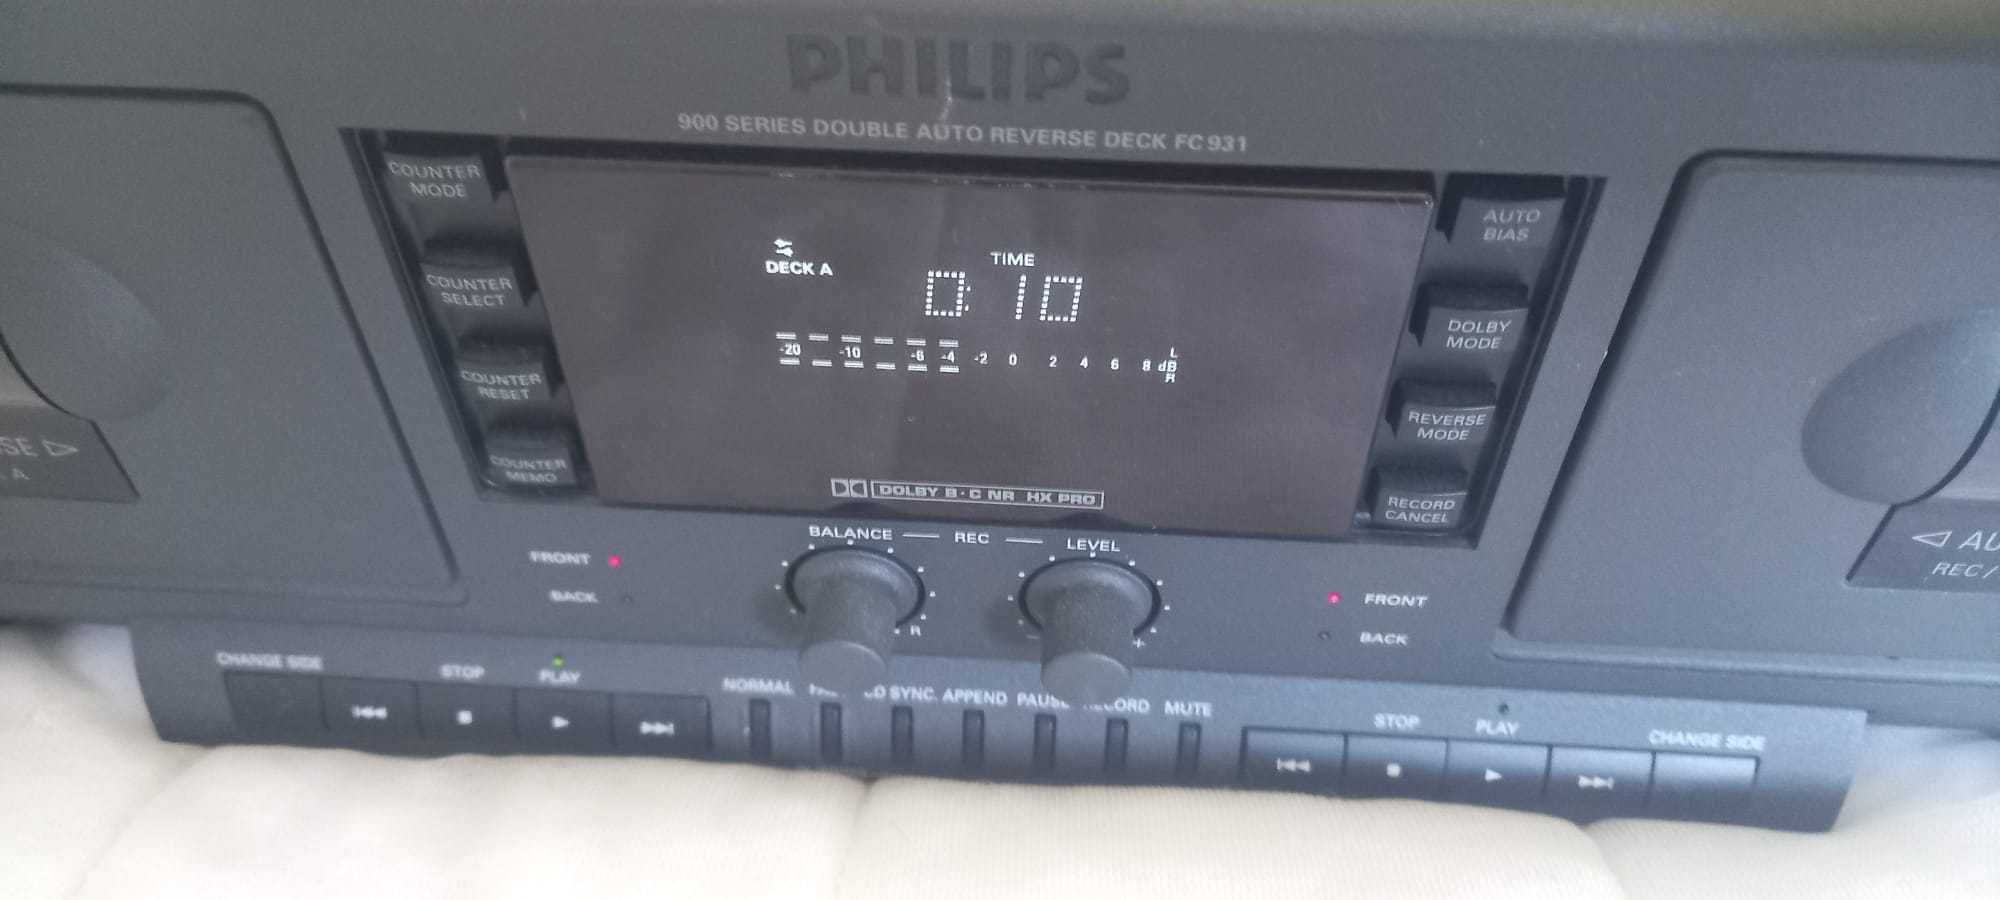 PHILIPS
900 SERIES DOUBLE AUTO REVERSE DECK FC 931
COUNTER
MODE
COUNTER
SELECT
COUNTER
RESET
COUNTER
MEMO
DECK A
TIME
0:10
-20 -10 -6 -4 -2 0 2 4 6 8 dB
L
R
DOLBY B·C NR HX PRO
AUTO
BIAS
DOLBY
MODE
REVERSE
MODE
RECORD
CANCEL
BALANCE REC LEVEL
R - +
FRONT
BACK
FRONT
BACK
CHANGE SIDE STOP PLAY
NORMAL SYNC. APPEND MUTE
STOP PLAY CHANGE SIDE
REC/